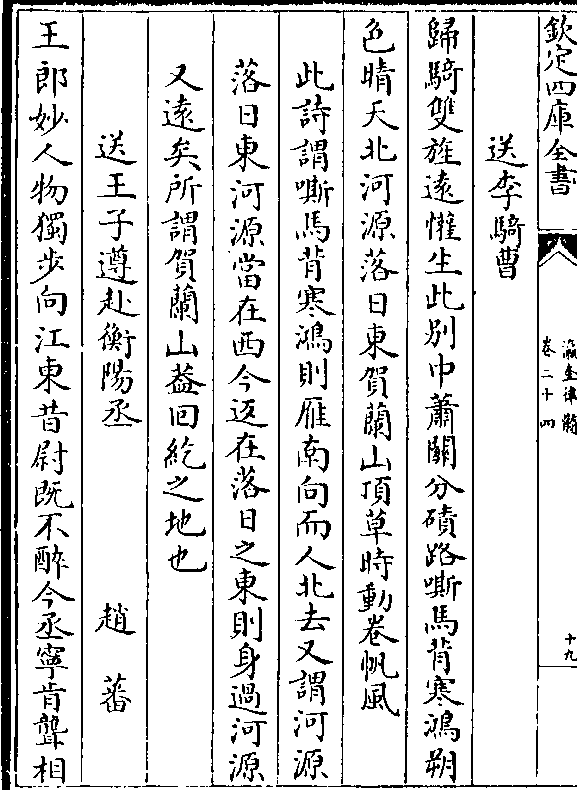 欽定四庫全書
瀛奎律髓
卷二十四
十九
送李騎曹
歸騎雙旌遠懽生此别中蕭關分磧路嘶馬背寒鴻朔
色晴天北河源落日東賀蘭山頂草時動卷帆風
此詩謂嘶馬背寒鴻則雁南向而人北去又謂河源
落日東河源當在西今返在落日之東則身過河源
又遠矣所謂賀蘭山葢回紇之地也
送王子遵赴衡陽丞　趙蕃
王郎妙人物獨步向江東昔尉既不醉今丞寧肯聾相